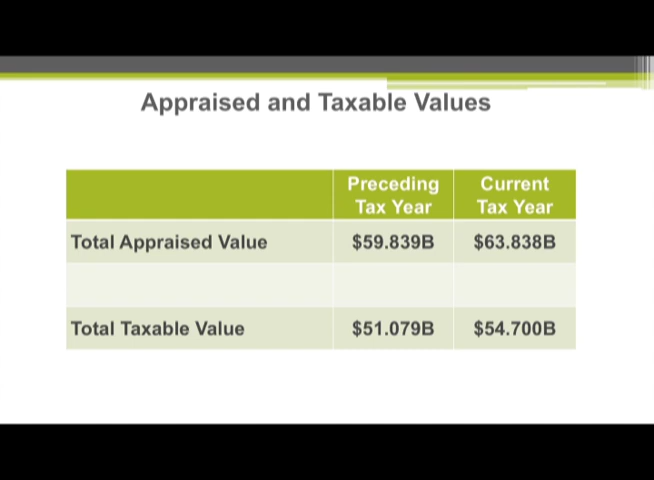 Appraised and Taxable Values
Preceding Tax Year
Current Tax Year
Total Appraised Value $59.839B $63.838B
Total Taxable Value $51.079B $54.700B